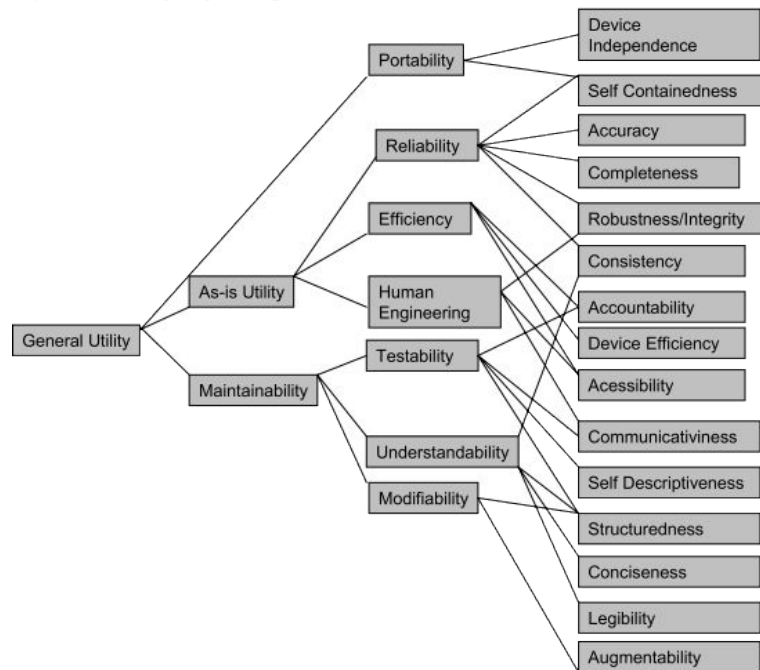 Device
Independence
Portability
Self Containedness
Accuracy
Reliability
Completeness
Efficiency
Robustness/Integrity
Consistency
As-is Utility
Human
Engineering
Accountability
General Utility
Device Efficiency
Testability
Maintainability
Acessibility
Communicativiness
Understandability
Self Descriptiveness
Modifiability
Structuredness
Conciseness
Legibility
Augmentability